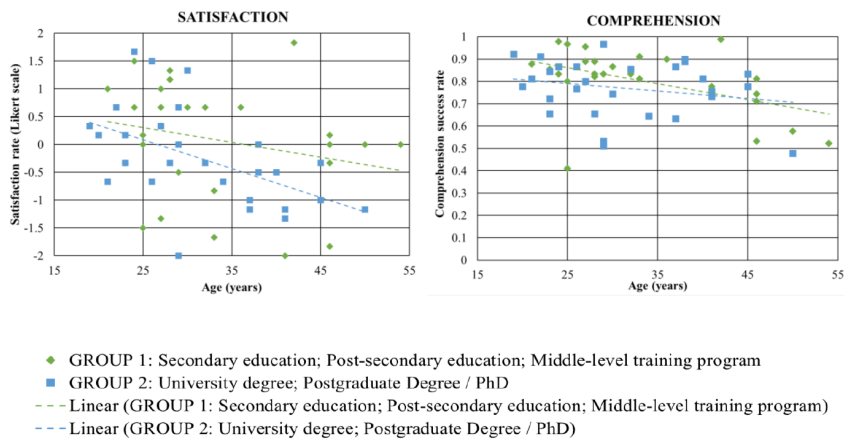 SATISFACTION
Satisfaction rate (Likert scale)
2
1.5
1
0.5
0
-0.5
-1
-1.5
-2
15 25 35 45 55
Age (years)
COMPREHENSION
Comprehension success rate
1
0.9
0.8
0.7
0.6
0.5
0.4
0.3
0.2
0.1
0
15 25 35 45 55
Age (years)
GROUP 1: Secondary education; Post-secondary education; Middle-level training program
GROUP 2: University degree; Postgraduate Degree / PhD
Linear (GROUP 1: Secondary education; Post-secondary education; Middle-level training program)
Linear (GROUP 2: University degree; Postgraduate Degree / PhD)